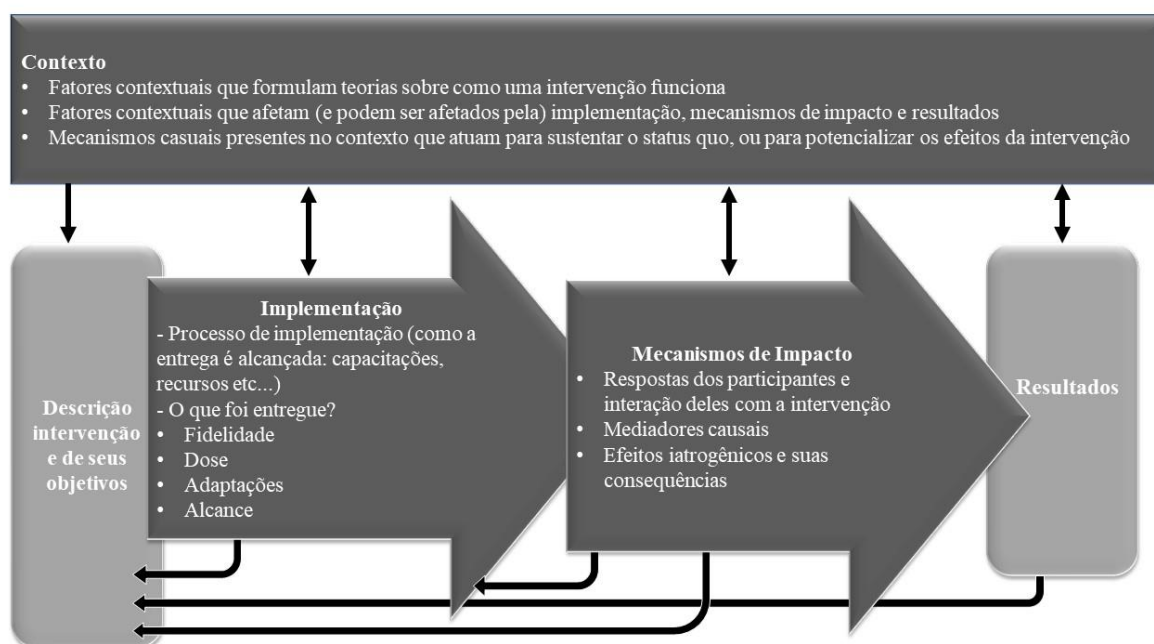 Contexto
• Fatores contextuais que formulam teorias sobre como uma intervenção funciona
• Fatores contextuais que afetam (e podem ser afetados pela) implementação, mecanismos de impacto e resultados
• Mecanismos casuais presentes no contexto que atuam para sustentar o status quo, ou para potencializar os efeitos da intervenção
Descrição
intervenção
e de seus
objetivos
Implementação
- Processo de implementação (como a
entrega é alcançada: capacitações,
recursos etc...)
- O que foi entregue?
• Fidelidade
• Dose
• Adaptações
• Alcance
Mecanismos de Impacto
• Respostas dos participantes e
interação deles com a intervenção
• Mediadores causais
• Efeitos iatrogênicos e suas
consequências
Resultados